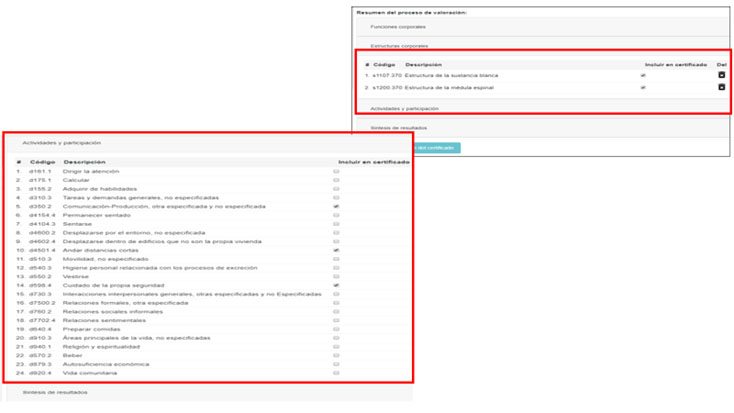 Resumen del proceso de valoración:
Funciones corporales
Estructuras corporales
# Código Descripción Incluir en certificado Del
1 s1107.370 Estructura de la sustancia blanca
2 s1200.370 Estructura de la médula espinal
Actividades y participación
Síntesis de resultados
del certificado
Actividades y participación
# Código Descripción Incluir en certificado
1. d161.1 Dirigir la atención
2. d175.1 Calcular
3. d155.2 Adquirir de habilidades
4. d310.3 Tareas y demandas generales, no especificadas
5. d350.2 Comunicación-Producción, otra especificada y no especificada
6. d4154.4 Permanecer sentado
7. d4104.3 Sentarse
8. d4600.2 Desplazarse por el entorno, no especificada
9. d4602.4 Desplazarse dentro de edificios que no son la propia vivienda
10. d4501.4 Andar distancias cortas
11. d510.3 Movilidad, no especificado
12. d540.3 Higiene personal relacionada con los procesos de excreción
13. d550.2 Vestirse
14. d598.4 Cuidado de la propia seguridad
15. d730.3 Interacciones interpersonales generales, otras especificadas y no Especificadas
16. d7500.2 Relaciones formales, otra especificada
17. d760.2 Relaciones sociales informales
18. d7702.4 Relaciones sentimentales
19. d640.4 Preparar comidas
20. d910.3 Áreas principales de la vida, no especificadas
21. d940.1 Religión y espiritualidad
22. d570.2 Beber
23. d879.3 Autosuficiencia económica
24. d920.4 Vida comunitaria
Síntesis de resultados